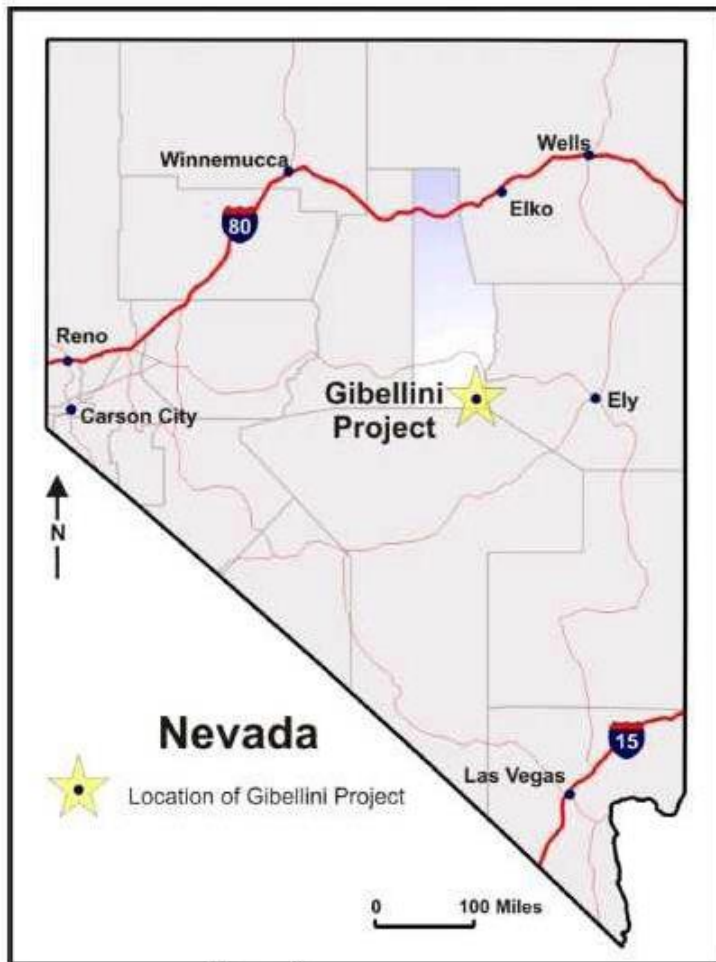 Winnemucca
Wells
Elko
80
Reno
Carson City
Gibellini
Project
Ely
N
Nevada
Location of Gibellini Project
15
Las Vegas
0 100 Miles